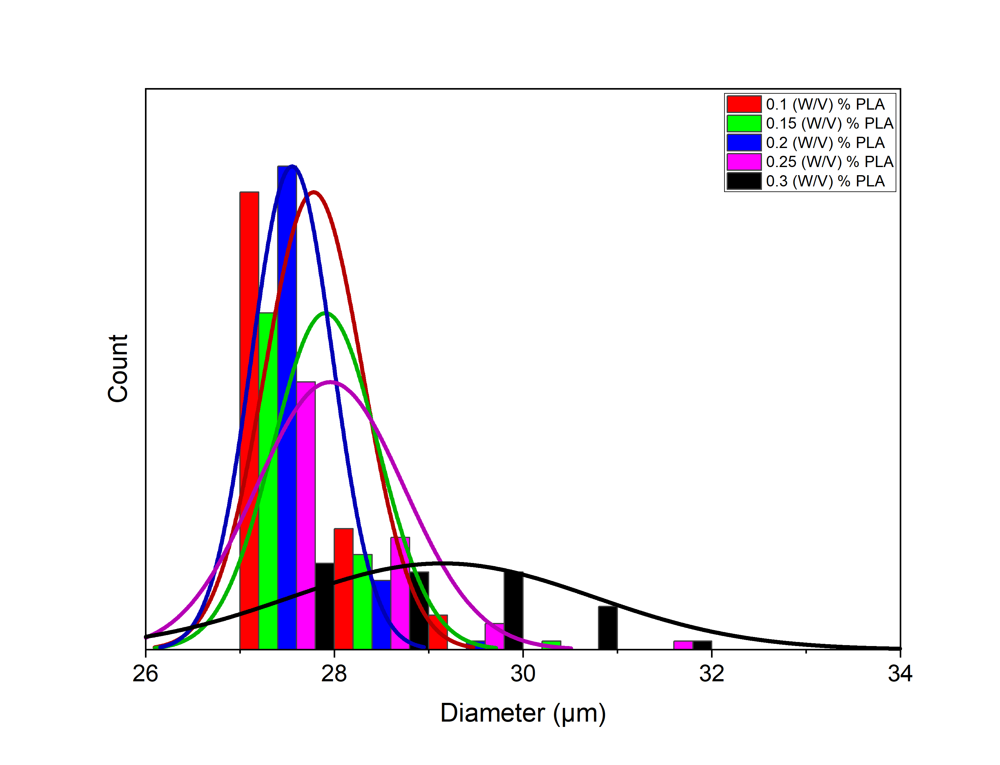 0.1 (W/V) % PLA
0.15 (W/V) % PLA
0.2 (W/V) % PLA
0.25 (W/V) % PLA
0.3 (W/V) % PLA
Count
26 28 30 32 34
Diameter (µm)